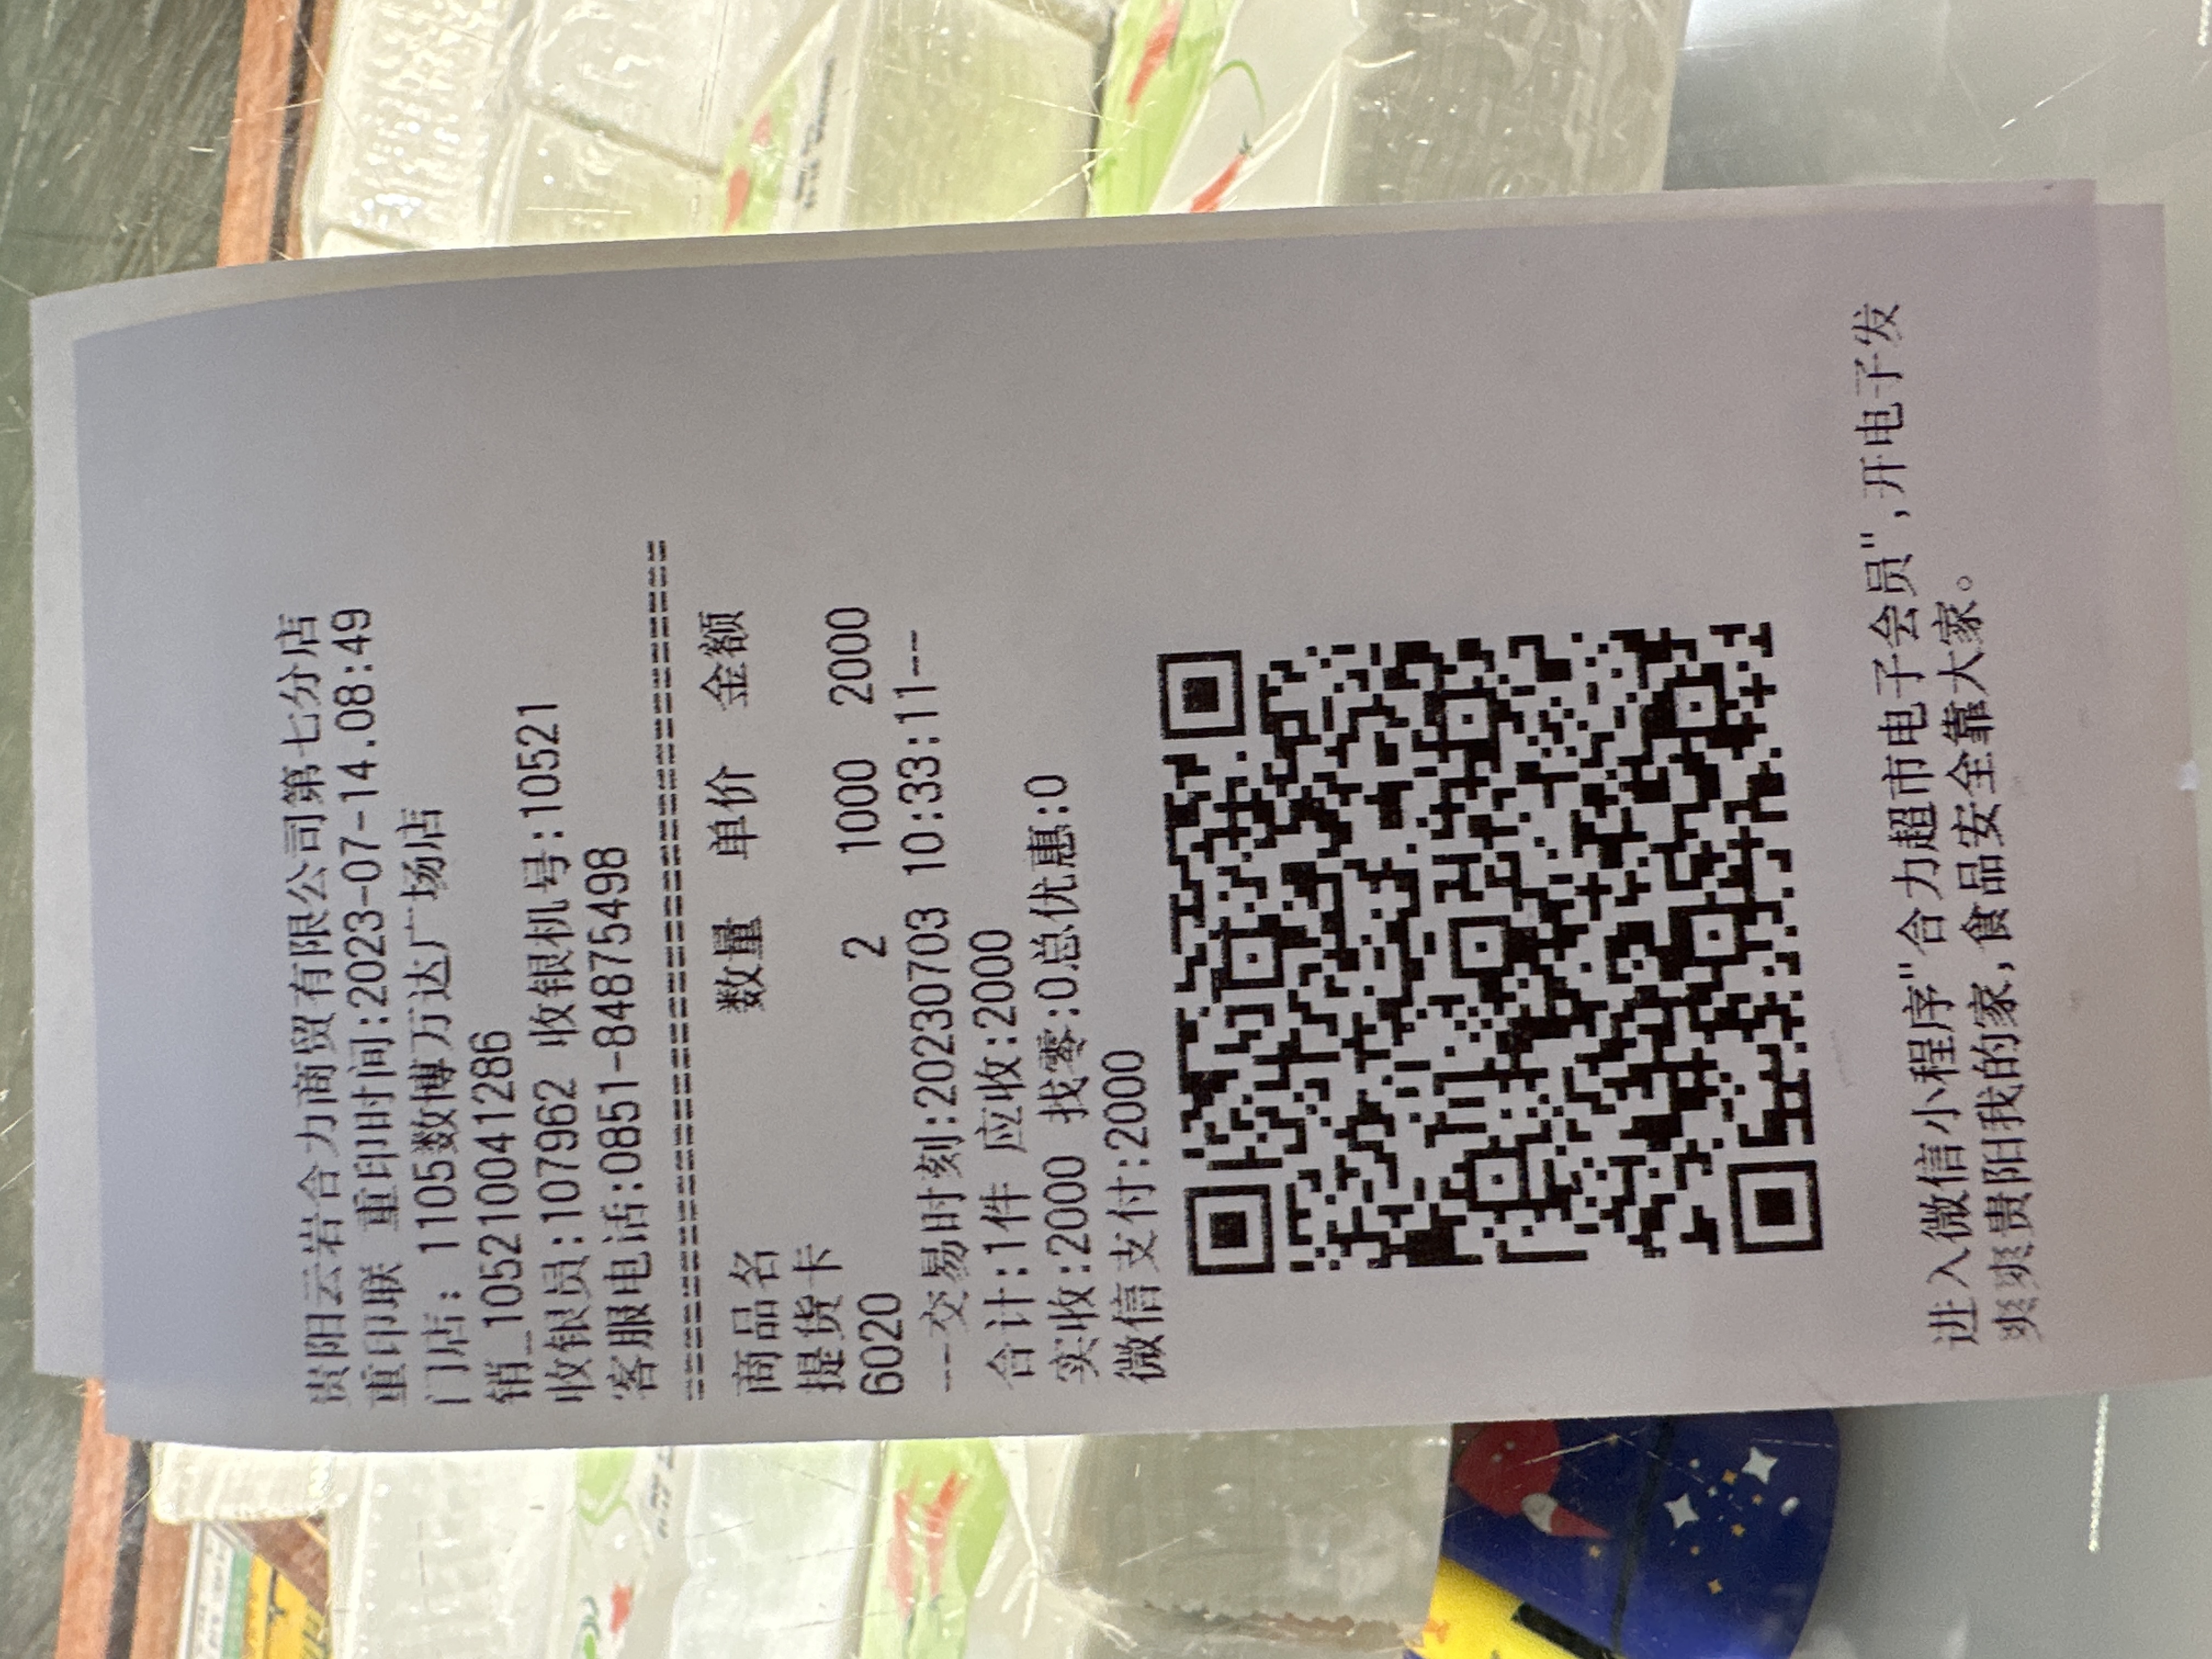 贵阳云岩合力商贸有限公司第七分店
重印联 重印时间:2023-07-14.08:49
门店: 1105数博万达广场店
销_105210041286
收银员:107962 收银机号:10521
客服电话:0851-84875498
========================================
商品名 数量 单价 金额
提货卡
6020 2 1000 2000
---交易时刻:20230703 10:33:11--
合计:1件 应收:2000
实收:2000 找零:0总优惠:0
微信支付:2000
进入微信小程序"合力超市电子会员",开电子发
爽爽贵阳我的家,食品安全靠大家。